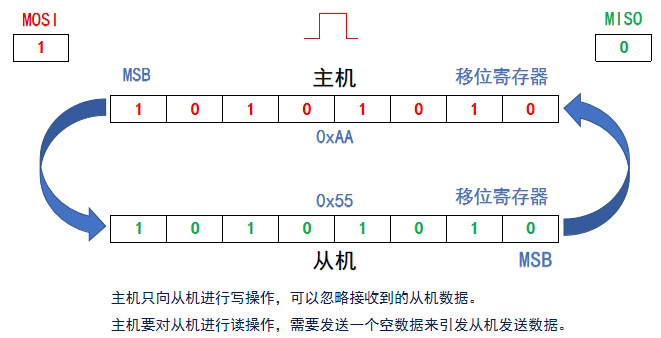 MOSI
MISO
1
0
MSB
主机
移位寄存器
1 0 1 0 1 0 1 0
0xAA
0x55
移位寄存器
1 0 1 0 1 0 1 0
从机
MSB
主机只向从机进行写操作，可以忽略接收到的从机数据。
主机要对从机进行读操作，需要发送一个空数据来引发从机发送数据。